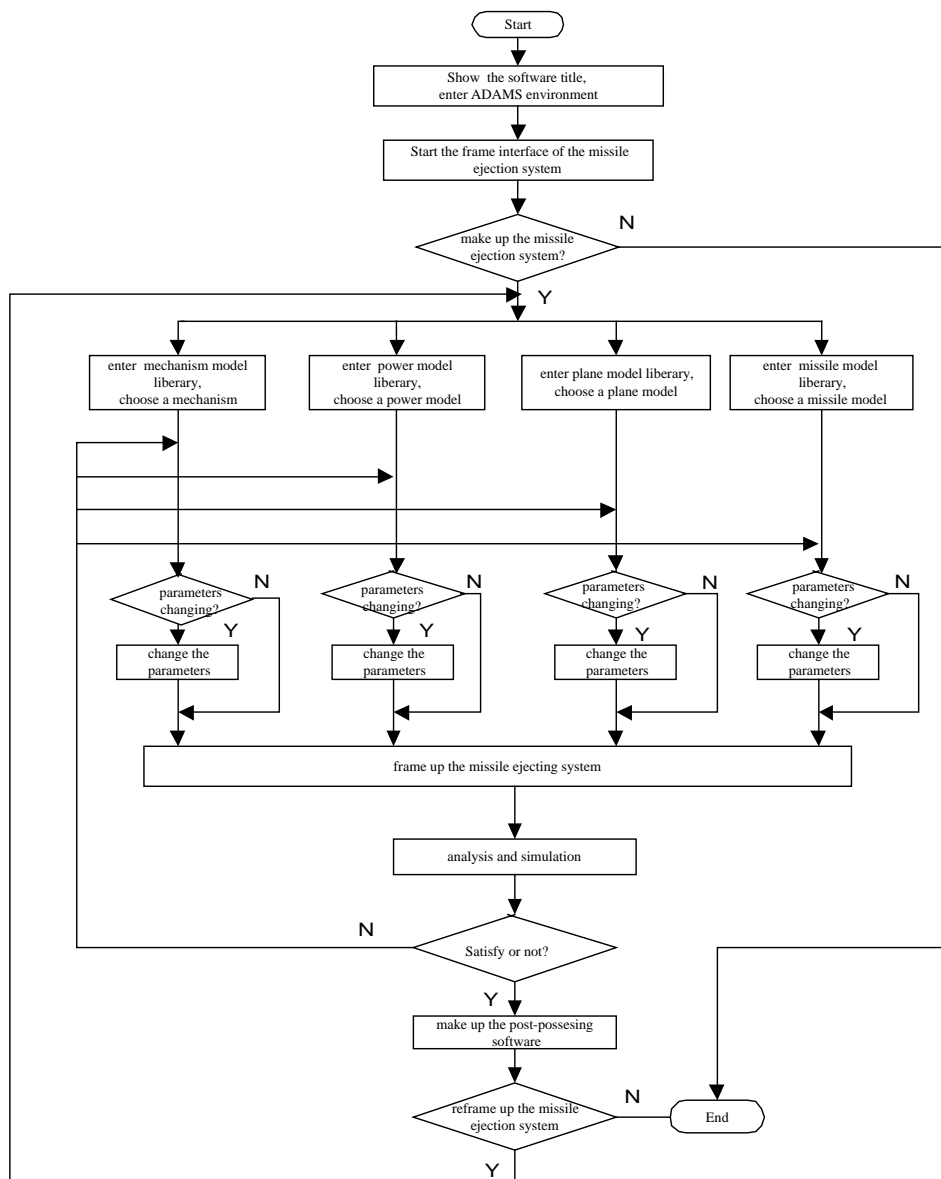 Start
Show the software title,
enter ADAMS environment
Start the frame interface of the missile
ejection system
N
make up the missile
ejection system?
Y
enter mechanism model
liberary,
choose a mechanism
enter power model
liberary,
choose a power model
enter plane model liberary,
choose a plane model
enter missile model
liberary,
choose a missile model
parameters
changing?
N
Y
change the
parameters
parameters
changing?
N
Y
change the
parameters
parameters
changing?
N
Y
change the
parameters
parameters
changing?
N
Y
change the
parameters
frame up the missile ejecting system
analysis and simulation
N
Satisfy or not?
Y
make up the post-possesing
software
reframe up the missile
ejection system
N
End
Y